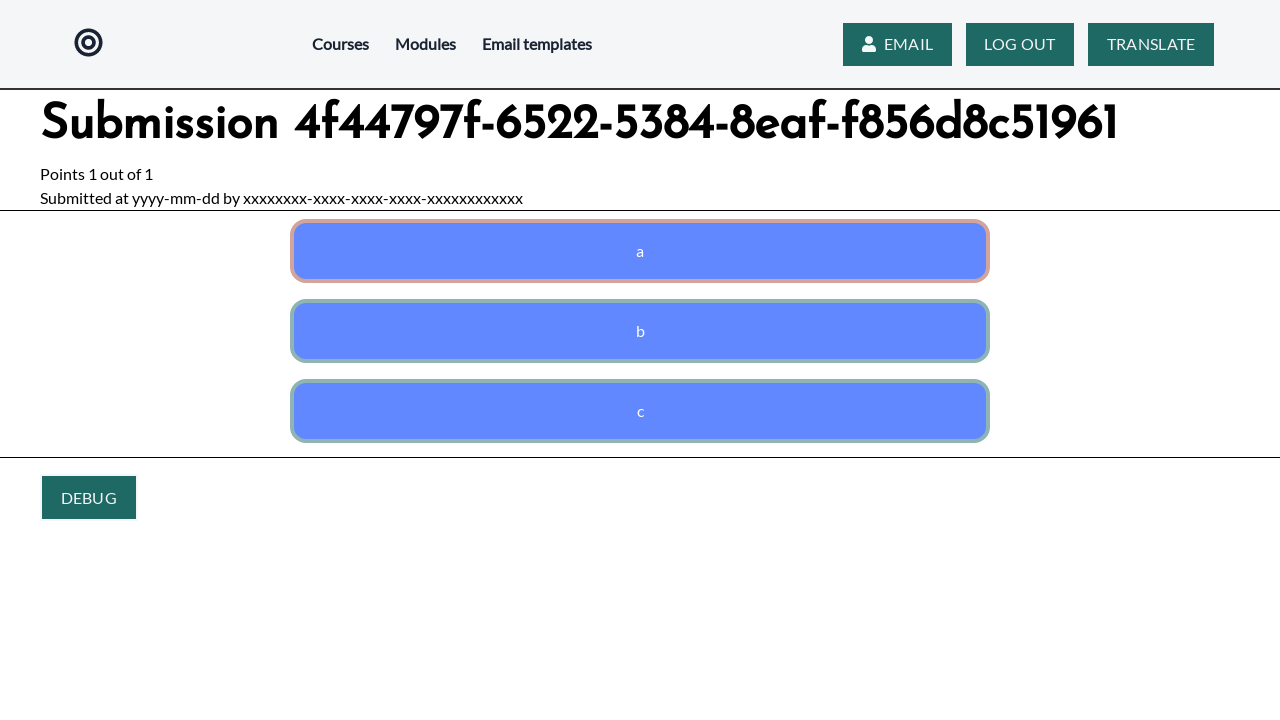 Courses Modules Email templates EMAIL LOG OUT TRANSLATE
Submission 4f44797f-6522-5384-8eaf-f856d8c51961
Points 1 out of 1
Submitted at yyyy-mm-dd by xxxxxxxx-xxxx-xxxx-xxxx-xxxxxxxxxxxx
a
b
c
DEBUG